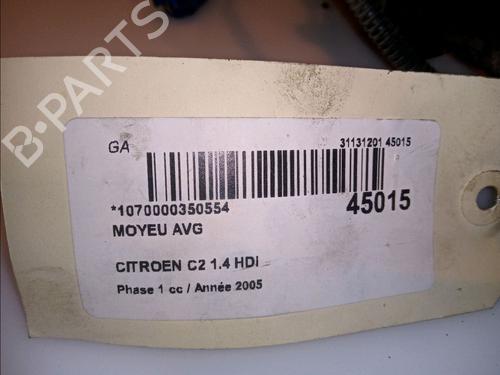 B-PARTS
GA
31131201 45015
*1070000350554
45015
MOYEU AVG
CITROEN C2 1.4 HDI
Phase 1 cc / Année 2005